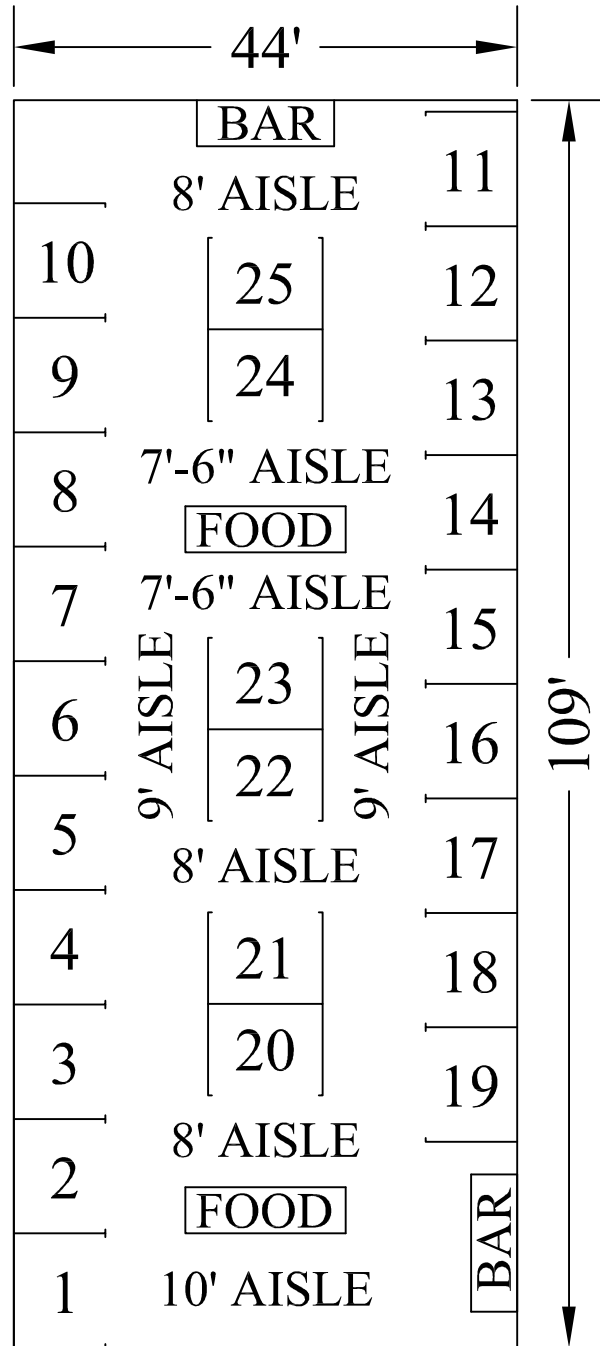 44'
BAR
11
8' AISLE
10
25
12
24
9
13
7'-6" AISLE
8
14
FOOD
7'-6" AISLE
7
15
9' AISLE
23
9' AISLE
6
16
109'
22
5
17
8' AISLE
4
21
18
3
20
19
8' AISLE
2
FOOD
BAR
1
10' AISLE